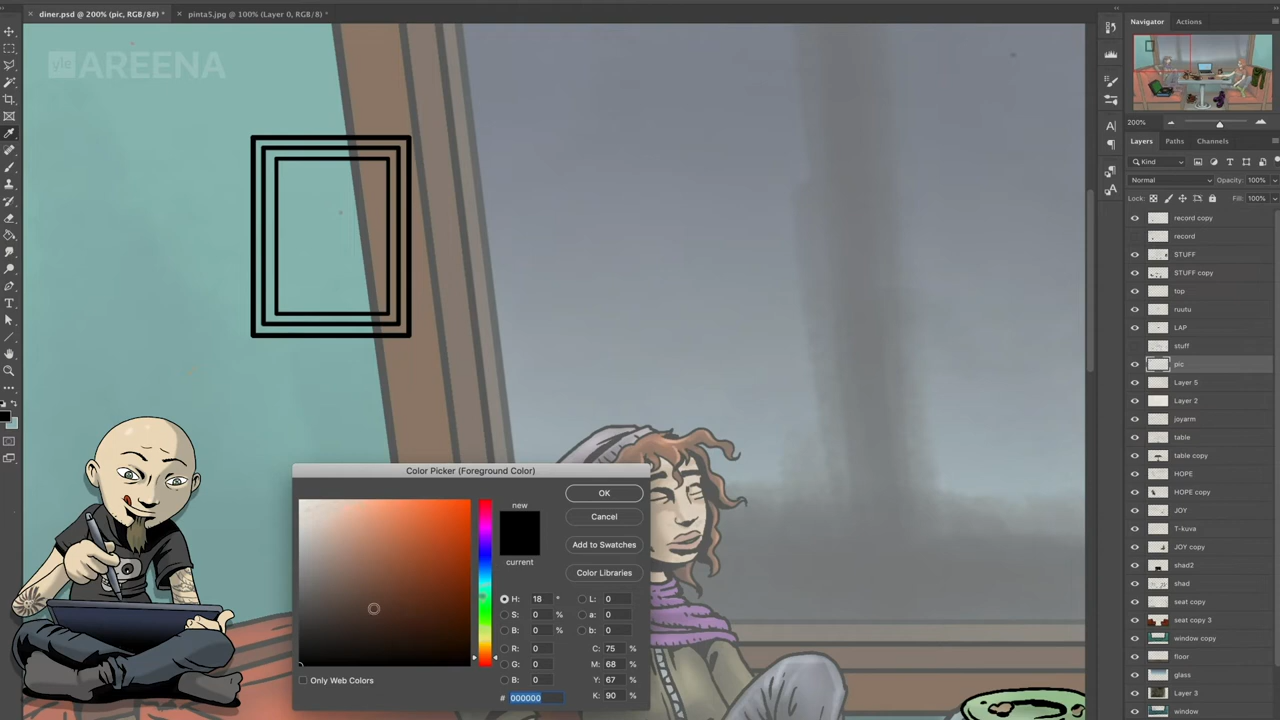 diner.psd @ 200% (pic, RGB/8#) *
pinta5.jpg @ 100% (Layer 0, RGB/8) *
yle AREENA
Navigator Actions
200%
Layers Paths Channels
Kind
Normal Opacity: 100%
Lock: Fill: 100%
record copy
record
STUFF
STUFF copy
top
ruutu
LAP
stuff
pic
Layer 5
Layer 2
joyarm
table
table copy
HOPE
HOPE copy
JOY
T-kuva
JOY copy
shad2
shad
seat copy
seat copy 3
window copy
floor
glass
Layer 3
window
Color Picker (Foreground Color)
new
current
OK
Cancel
Add to Swatches
Color Libraries
H: 18 ° L: 0
S: 0 % a: 0
B: 0 % b: 0
R: 0 C: 75 %
G: 0 M: 68 %
B: 0 Y: 67 %
# 000000 K: 90 %
Only Web Colors